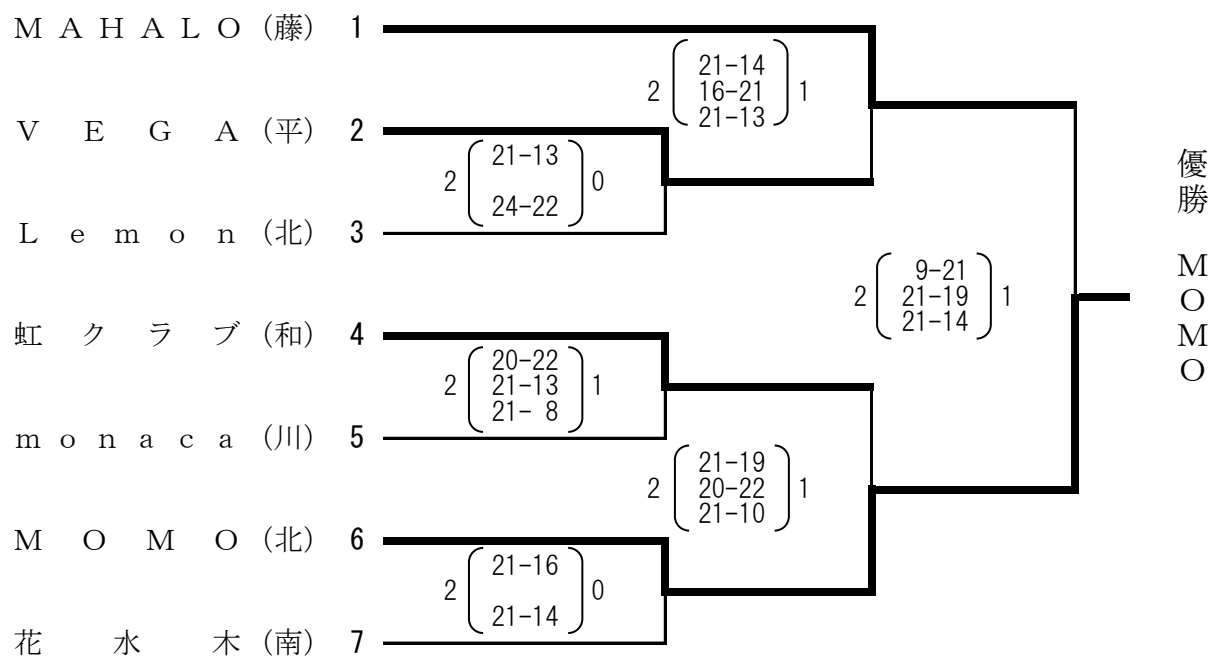 MAHALO(藤) 1
2 21-14 1
16-21
21-13
VEGA(平) 2
2 21-13 0
24-22
Lemon(北) 3
優勝 MOMO
2 9-21 1
21-19
21-14
虹クラブ(和) 4
2 20-22 1
21-13
21- 8
monaca(川) 5
2 21-19 1
20-22
21-10
MOMO(北) 6
2 21-16 0
21-14
花水木(南) 7